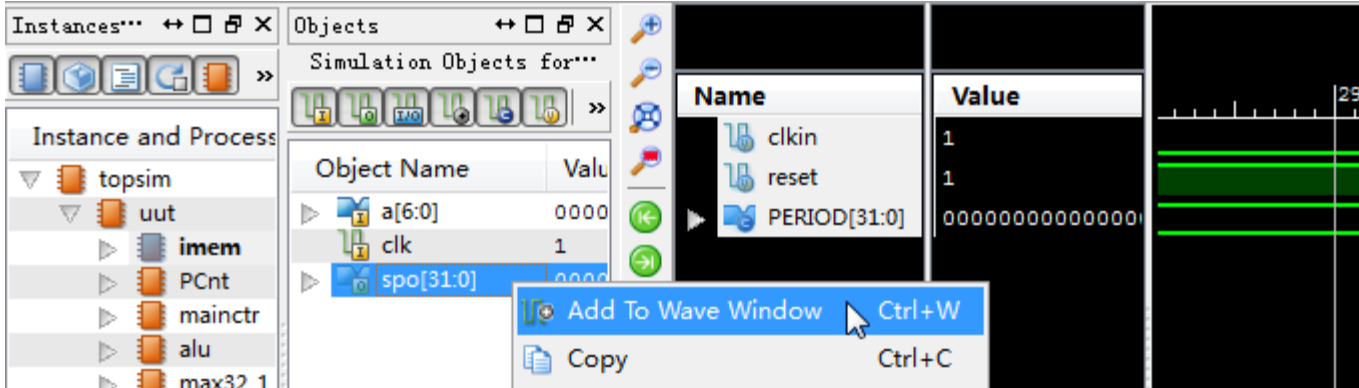 Instances…
Objects
Simulation Objects for…
Instance and Process
topsim
uut
imem
PCnt
mainctr
alu
max32_1
Object Name Valu
a[6:0] 0000
clk 1
spo[31:0] 0000
Add To Wave Window Ctrl+W
Copy Ctrl+C
Name Value
clkin 1
reset 1
PERIOD[31:0] 0000000000000000
29